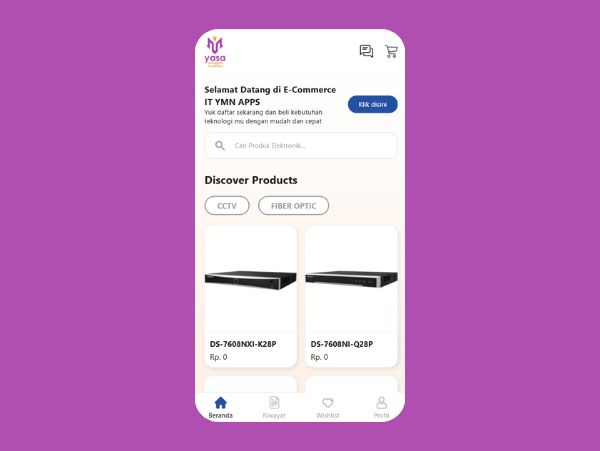 yasa
Selamat Datang di E-Commerce
IT YMN APPS
Yuk daftar sekarang dan beli kebutuhan
teknologi mu dengan mudah dan cepat
Klik disini
Cari Produk Elektronik...
Discover Products
CCTV
FIBER OPTIC
DS-7608NXI-K28P
Rp. 0
DS-7608NI-Q28P
Rp. 0
Beranda
Riwayat
Wishlist
Profil